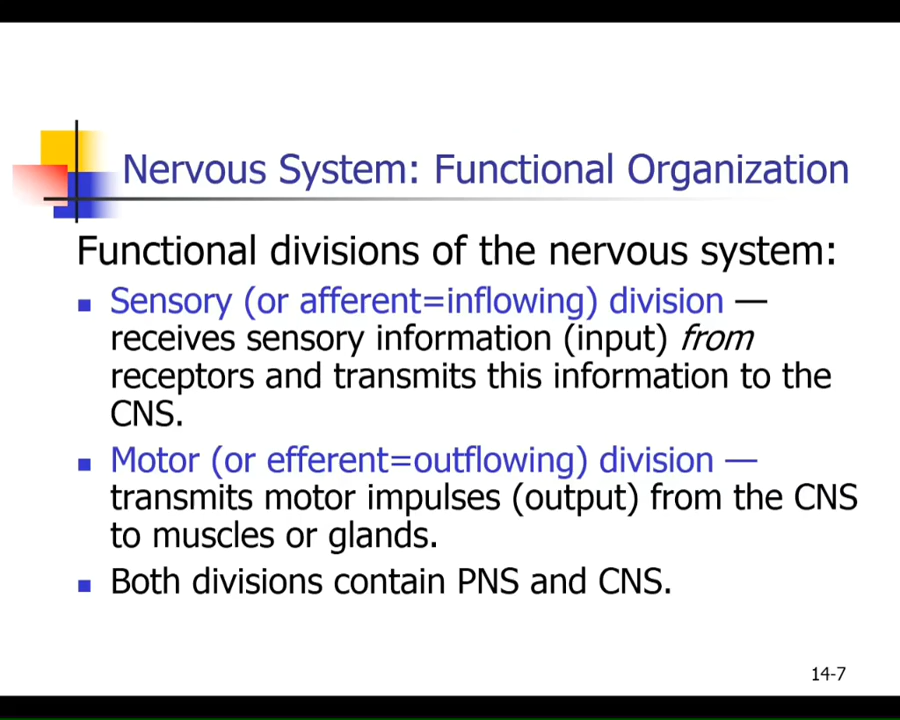 Nervous System: Functional Organization
Functional divisions of the nervous system:
Sensory (or afferent=inflowing) division —
receives sensory information (input) from
receptors and transmits this information to the
CNS.
Motor (or efferent=outflowing) division —
transmits motor impulses (output) from the CNS
to muscles or glands.
Both divisions contain PNS and CNS.
14-7